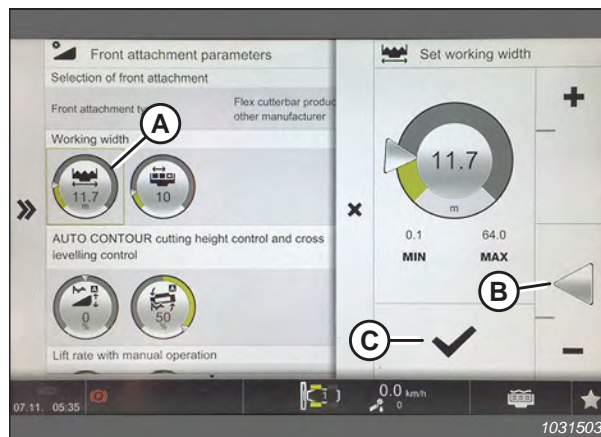 Front attachment parameters
Set working width
Selection of front attachment
Front attachment ty
Flex cutterbar produc
other manufacturer
A
Working width
11.7
m
10
11.7
m
0.1
64.0
MIN
MAX
B
AUTO CONTOUR cutting height control and cross
levelling control
A
0
%
A
50
%
C
Lift rate with manual operation
07.11. 05:35
P
1
0.0 km/h
0
1031503